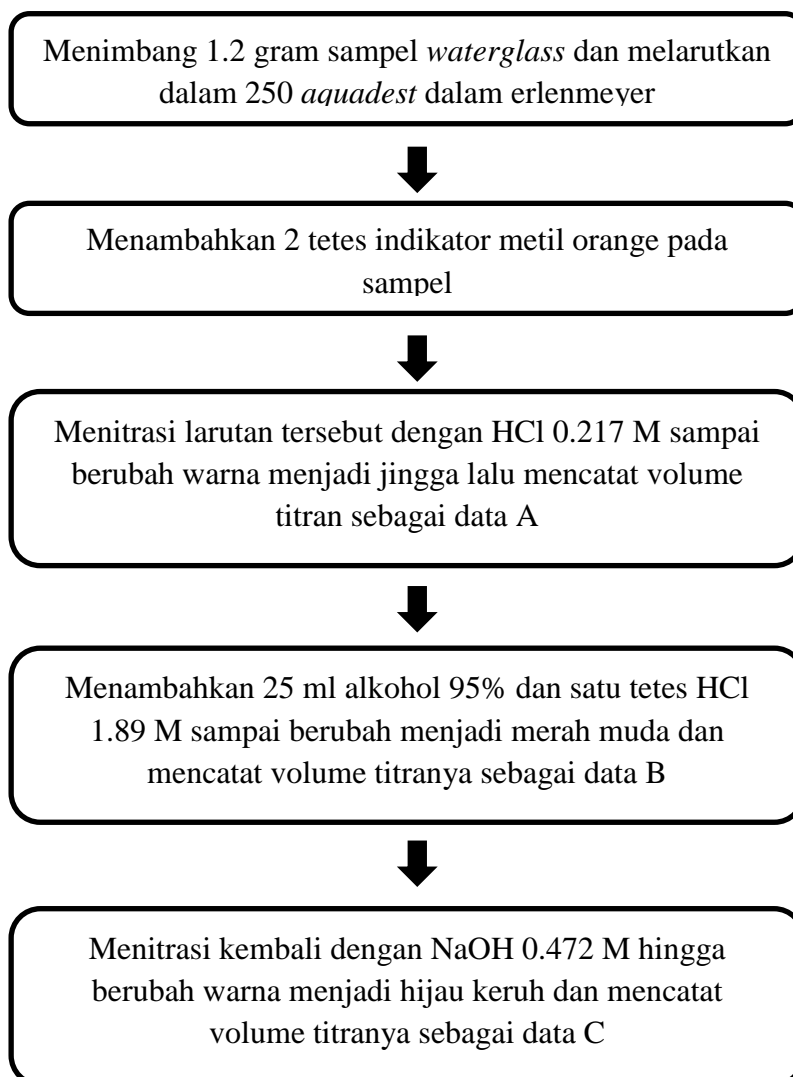 Menimbang 1.2 gram sampel waterglass dan melarutkan
dalam 250 aquadest dalam erlenmeyer
Menambahkan 2 tetes indikator metil orange pada
sampel
Menitrasi larutan tersebut dengan HCl 0.217 M sampai
berubah warna menjadi jingga lalu mencatat volume
titran sebagai data A
Menambahkan 25 ml alkohol 95% dan satu tetes HCl
1.89 M sampai berubah menjadi merah muda dan
mencatat volume titranya sebagai data B
Menitrasi kembali dengan NaOH 0.472 M hingga
berubah warna menjadi hijau keruh dan mencatat
volume titranya sebagai data C